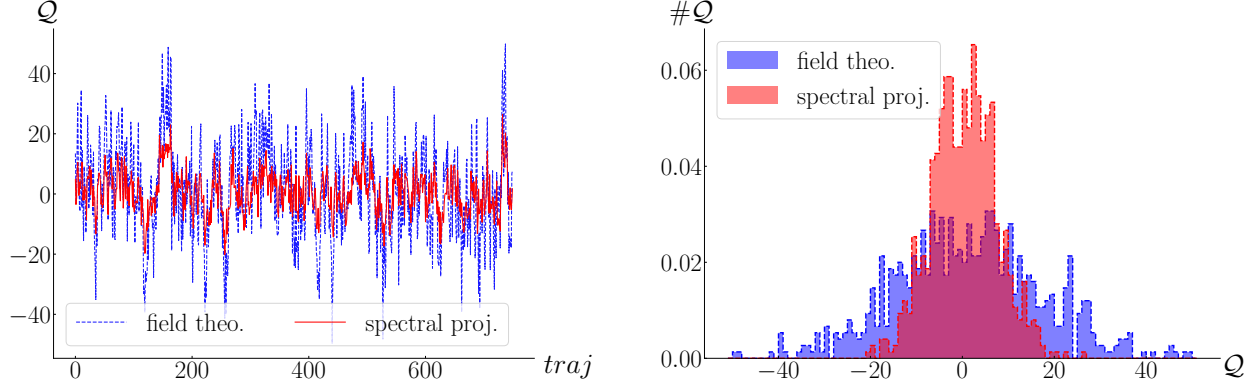 𝒬
40
20
0
−20
−40
field theo.
spectral proj.
0
200
400
600
traj
#𝒬
0.06
0.04
0.02
0.00
field theo.
spectral proj.
−40
−20
0
20
40
𝒬